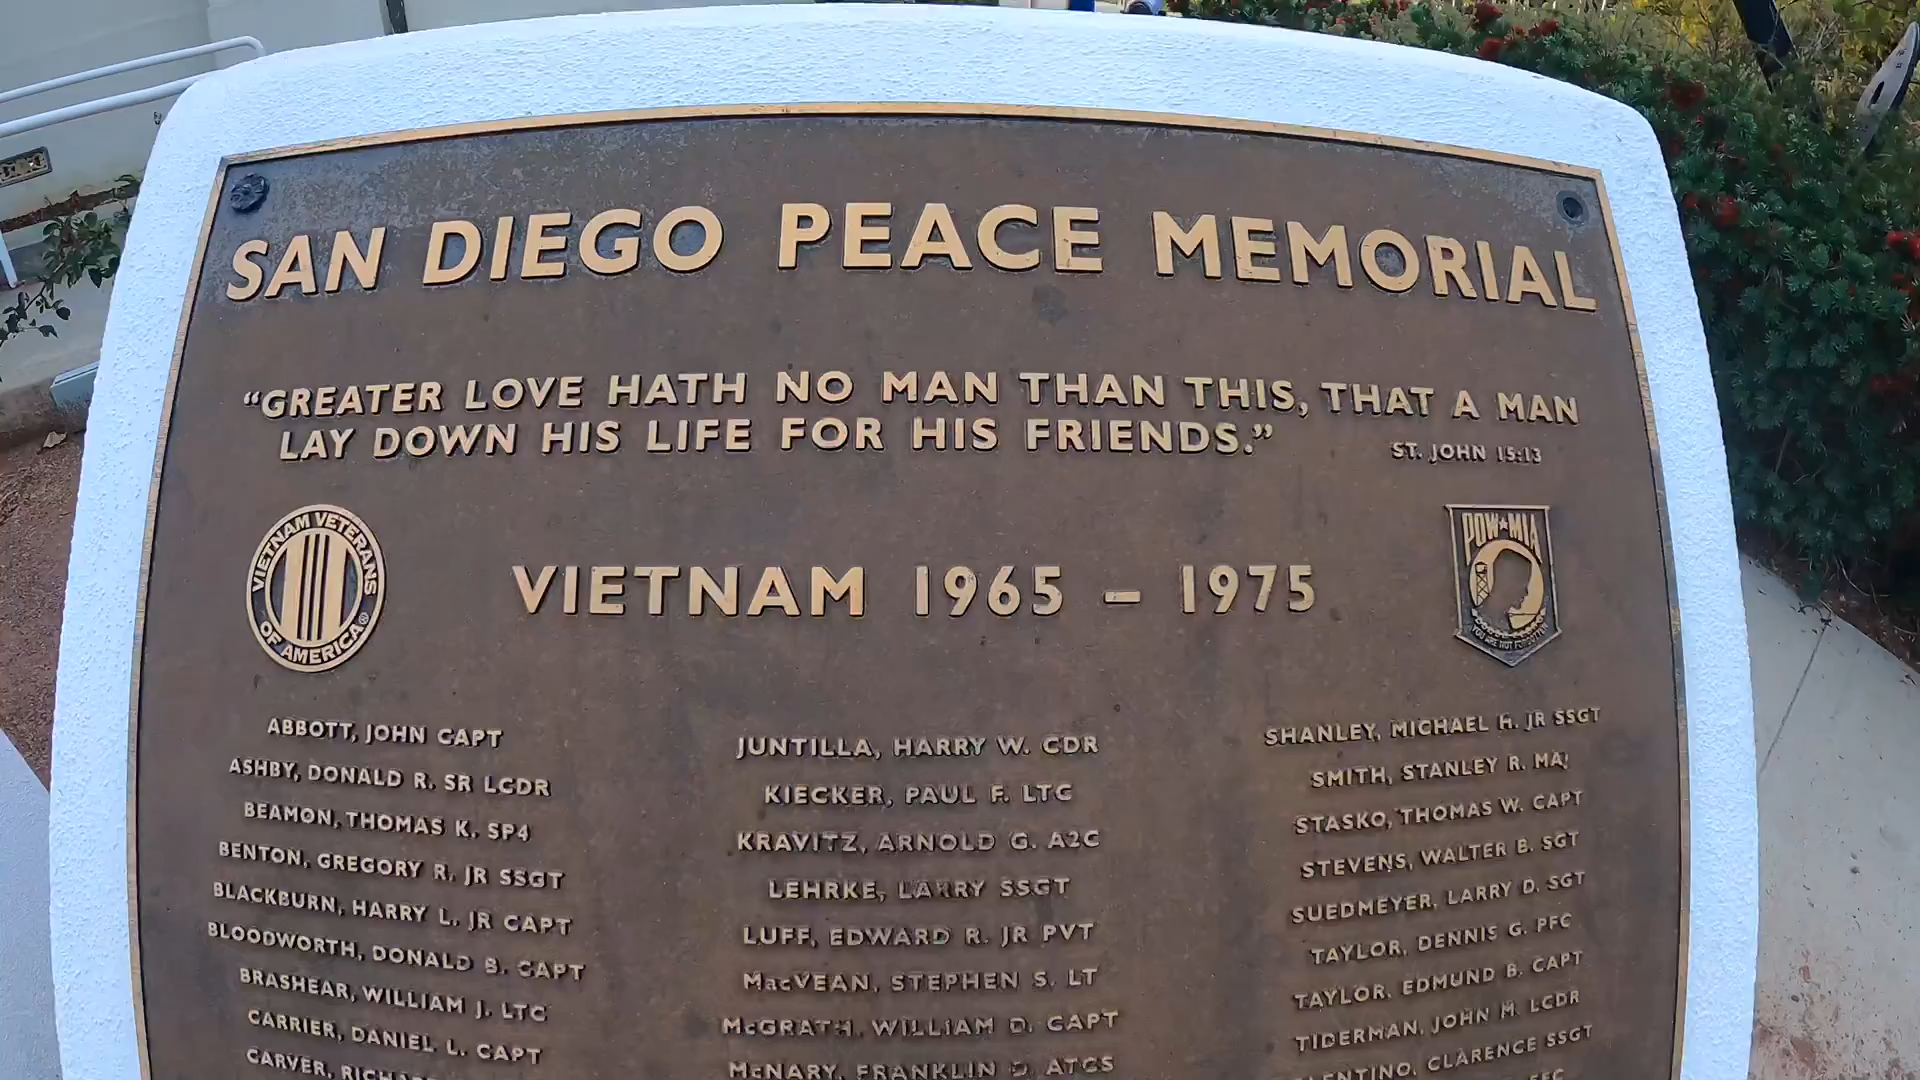 SAN DIEGO PEACE MEMORIAL
“GREATER LOVE HATH NO MAN THAN THIS, THAT A MAN
LAY DOWN HIS LIFE FOR HIS FRIENDS.”
ST. JOHN 15:13
VIETNAM VETERANS
OF AMERICA®
VIETNAM 1965 – 1975
POW★MIA
YOU ARE NOT FORGOTTEN
ABBOTT, JOHN CAPT
ASHBY, DONALD R. SR LCDR
BEAMON, THOMAS K. SP4
BENTON, GREGORY R. JR SSGT
BLACKBURN, HARRY L. JR CAPT
BLOODWORTH, DONALD B. CAPT
BRASHEAR, WILLIAM J. LTC
CARRIER, DANIEL L. CAPT
CARVER,
JUNTILLA, HARRY W. CDR
KIECKER, PAUL F. LTC
KRAVITZ, ARNOLD G. A2C
LEHRKE, LARRY SSGT
LUFF, EDWARD R. JR PVT
MacVEAN, STEPHEN S. LT
McGRATH, WILLIAM D. CAPT
McNARY, FRANKLIN D. ATCS
SHANLEY, MICHAEL H. JR SSGT
SMITH, STANLEY R. MAJ
STASKO, THOMAS W. CAPT
STEVENS, WALTER B. SGT
SUEDMEYER, LARRY D. SGT
TAYLOR, DENNIS G. PFC
TAYLOR, EDMUND B. CAPT
TIDERMAN, JOHN M. LCDR
CLARENCE SSGT